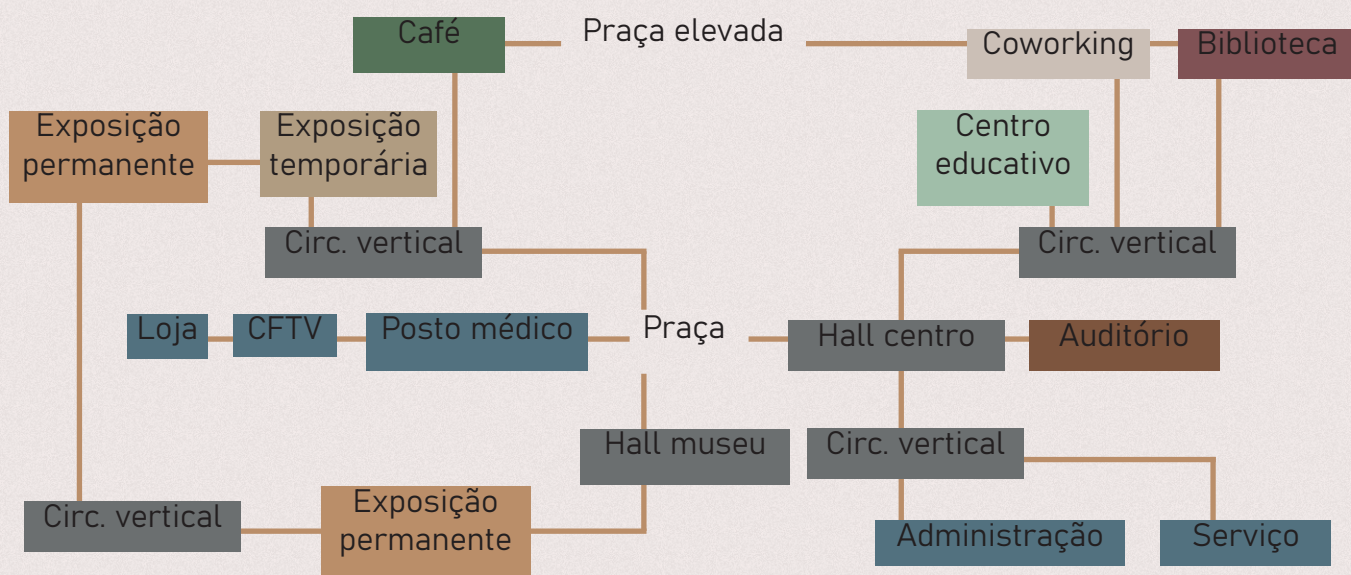 Café
Praça elevada
Coworking
Biblioteca
Exposição
permanente
Exposição
temporária
Centro
educativo
Circ. vertical
Circ. vertical
Loja
CFTV
Posto médico
Praça
Hall centro
Auditório
Hall museu
Circ. vertical
Circ. vertical
Exposição
permanente
Administração
Serviço